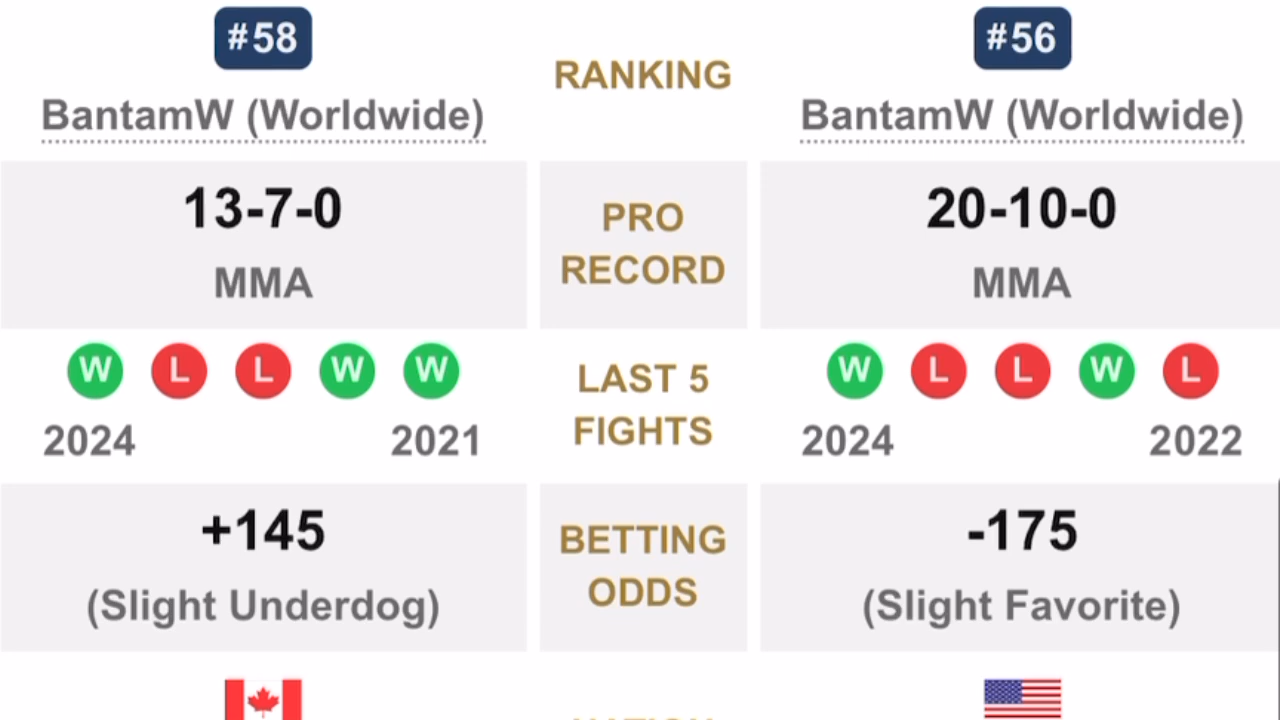 #58
RANKING
#56
BantamW (Worldwide)
BantamW (Worldwide)
13-7-0
PRO
RECORD
20-10-0
MMA
MMA
W L L W W
LAST 5
FIGHTS
W L L W L
2024
2021
2024
2022
+145
BETTING
ODDS
-175
(Slight Underdog)
(Slight Favorite)